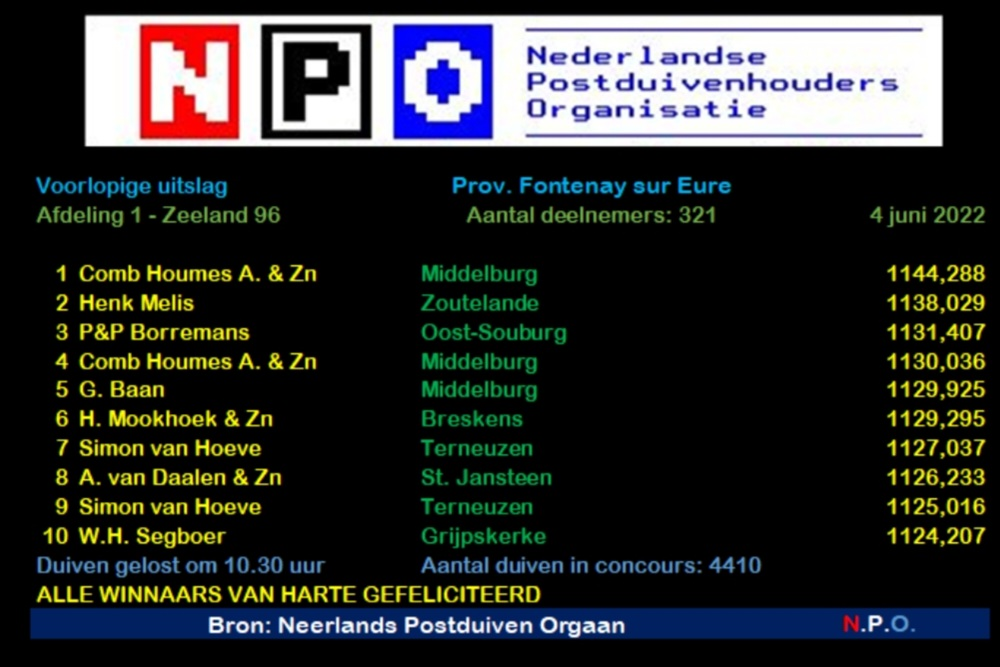 NPO Nederlandse
Postduivenhouders
Organisatie
Voorlopige uitslag Prov. Fontenay sur Eure
Afdeling 1 - Zeeland 96 Aantal deelnemers: 321 4 juni 2022
1 Comb Houmes A. & Zn Middelburg 1144,288
2 Henk Melis Zoutelande 1138,029
3 P&P Borremans Oost-Souburg 1131,407
4 Comb Houmes A. & Zn Middelburg 1130,036
5 G. Baan Middelburg 1129,925
6 H. Mookhoek & Zn Breskens 1129,295
7 Simon van Hoeve Terneuzen 1127,037
8 A. van Daalen & Zn St. Jansteen 1126,233
9 Simon van Hoeve Terneuzen 1125,016
10 W.H. Segboer Grijpskerke 1124,207
Duiven gelost om 10.30 uur Aantal duiven in concours: 4410
ALLE WINNAARS VAN HARTE GEFELICITEERD
Bron: Neerlands Postduiven Orgaan N.P.O.